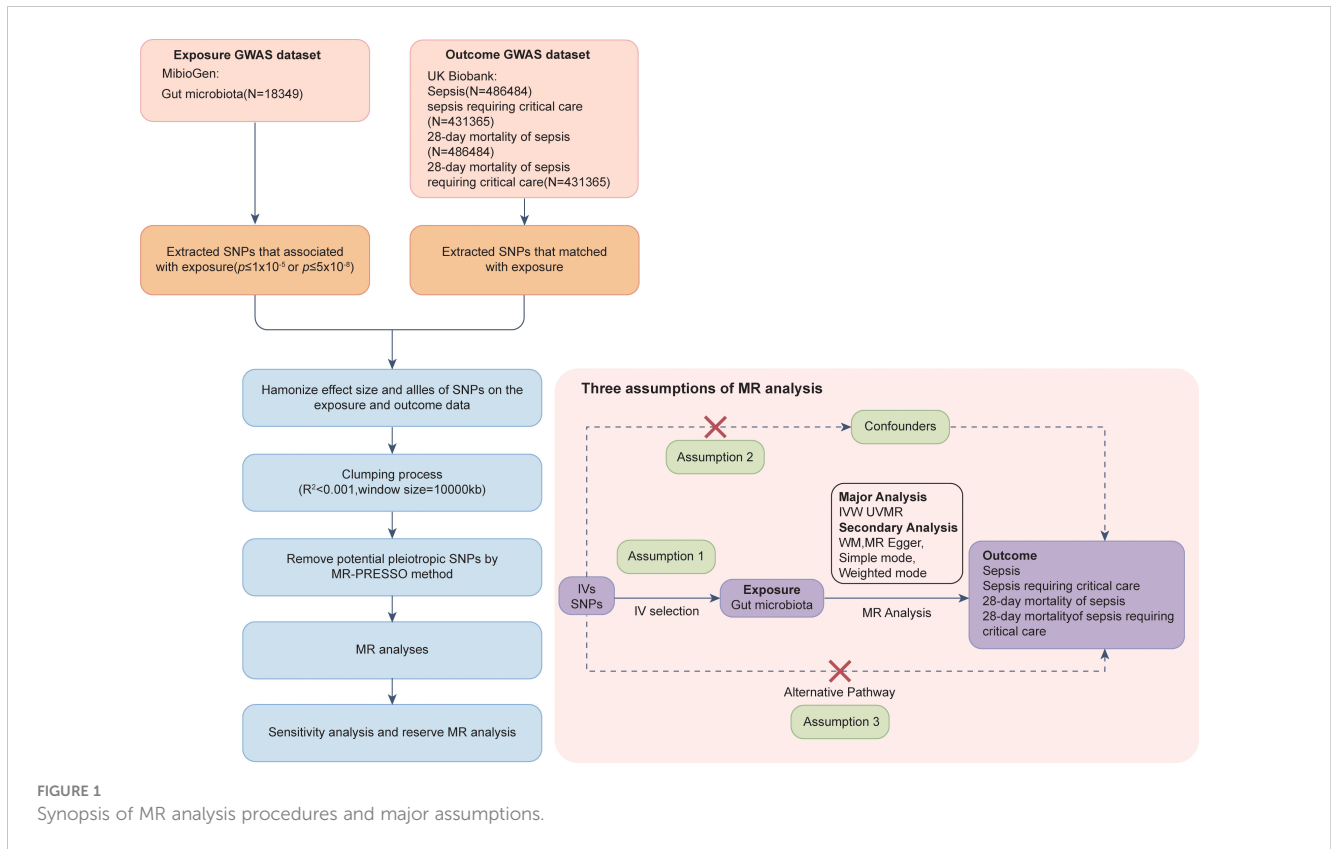 Exposure GWAS dataset
MibioGen:
Gut microbiota(N=18349)
Outcome GWAS dataset
UK Biobank:
Sepsis(N=486484)
sepsis requiring critical care
(N=431365)
28-day mortality of sepsis
(N=486484)
28-day mortality of sepsis
requiring critical care(N=431365)
Extracted SNPs that associated
with exposure(p≤1x10⁻⁵ or p≤5x10⁻⁸)
Extracted SNPs that matched
with exposure
Hamonize effect size and allles of SNPs on the
exposure and outcome data
Clumping process
(R²<0.001,window size=10000kb)
Remove potential pleiotropic SNPs by
MR-PRESSO method
MR analyses
Sensitivity analysis and reserve MR analysis
Three assumptions of MR analysis
Confounders
Assumption 2
Major Analysis
IVW UVMR
Secondary Analysis
WM,MR Egger,
Simple mode,
Weighted mode
Assumption 1
IVs
SNPs
IV selection
Exposure
Gut microbiota
MR Analysis
Outcome
Sepsis
Sepsis requiring critical care
28-day mortality of sepsis
28-day mortalityof sepsis requiring
critical care
Alternative Pathway
Assumption 3
FIGURE 1
Synopsis of MR analysis procedures and major assumptions.